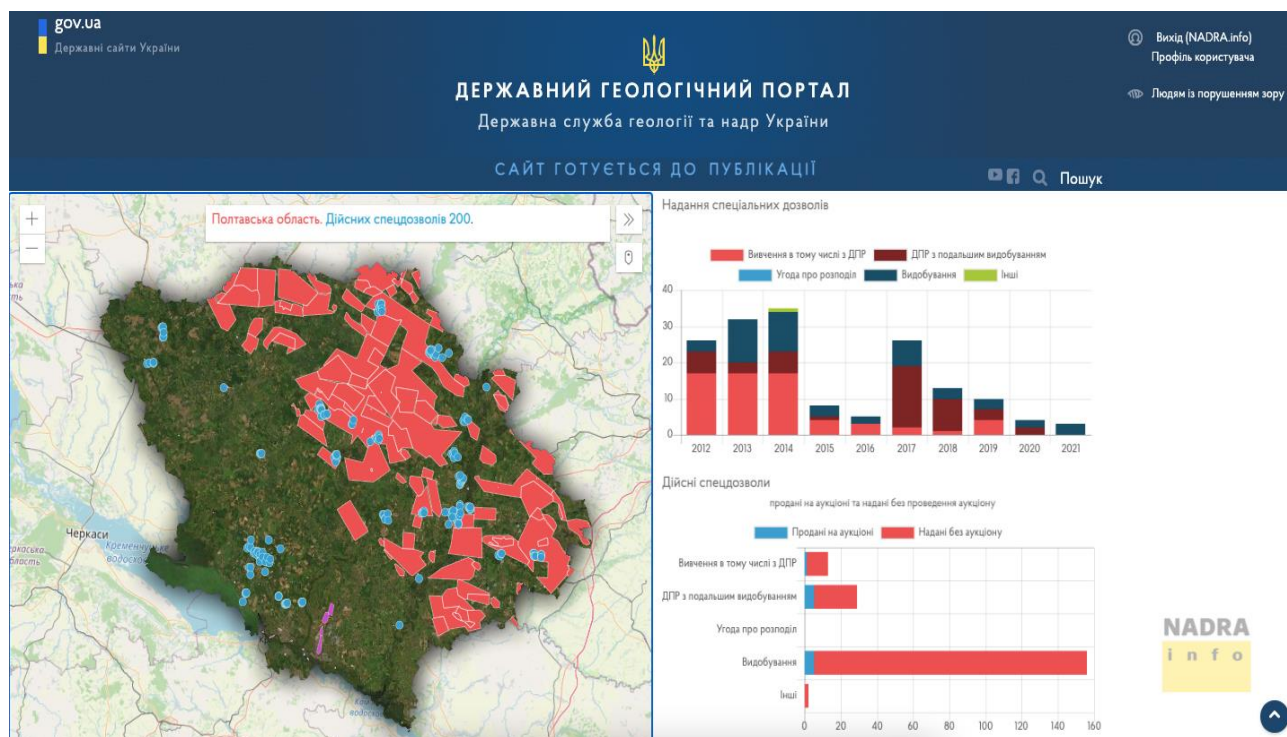 gov.ua
Державні сайти України
ДЕРЖАВНИЙ ГЕОЛОГІЧНИЙ ПОРТАЛ
Державна служба геології та надр України
САЙТ ГОТУЄТЬСЯ ДО ПУБЛІКАЦІЇ
Вихід (NADRA.info)
Профіль користувача
Людям із порушенням зору
Пошук
Полтавська область. Дійсних спецдозволів 200.
Черкаси
Кременчуцьке
Надання спеціальних дозволів
Вивчення в тому числі з ДПР ДПР з подальшим видобуванням
Угода про розподіл Видобування Інші
40
30
20
10
0
2012 2013 2014 2015 2016 2017 2018 2019 2020 2021
Дійсні спецдозволи
продані на аукціоні та надані без проведення аукціону
Продані на аукціоні Надані без аукціону
Вивчення в тому числі з ДПР
ДПР з подальшим видобуванням
Угода про розподіл
Видобування
Інші
0 20 40 60 80 100 120 140 160
NADRA
info